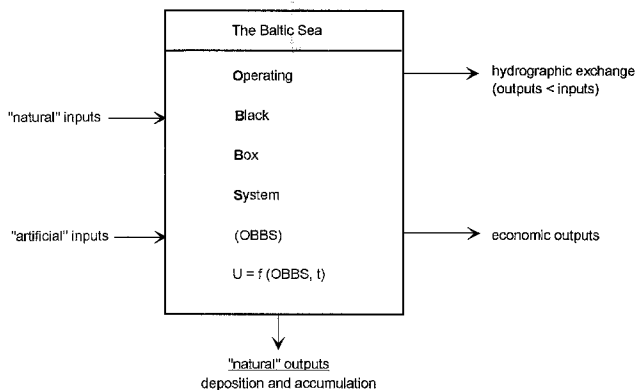 The Baltic Sea
Operating
Black
Box
System
(OBBS)
U = f (OBBS, t)
"natural" inputs
"artificial" inputs
hydrographic exchange
(outputs < inputs)
economic outputs
"natural" outputs
deposition and accumulation